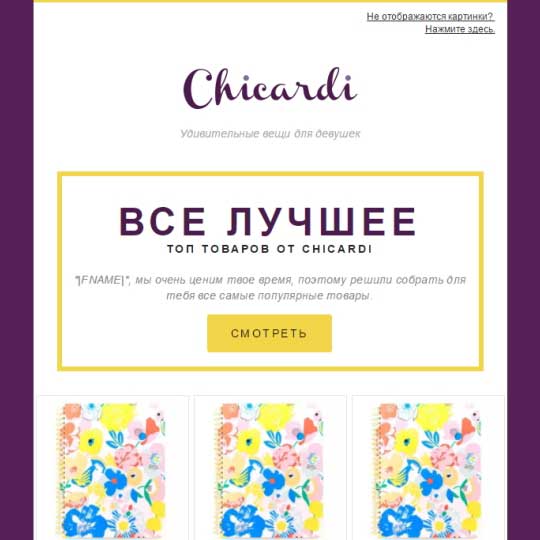 Не отображаются картинки?
Нажмите здесь.
Chicardi
Удивительные вещи для девушек
ВСЕ ЛУЧШЕЕ
ТОП ТОВАРОВ ОТ CHICARDI
*|FNAME|*, мы очень ценим твое время, поэтому решили собрать для
тебя все самые популярные товары.
СМОТРЕТЬ